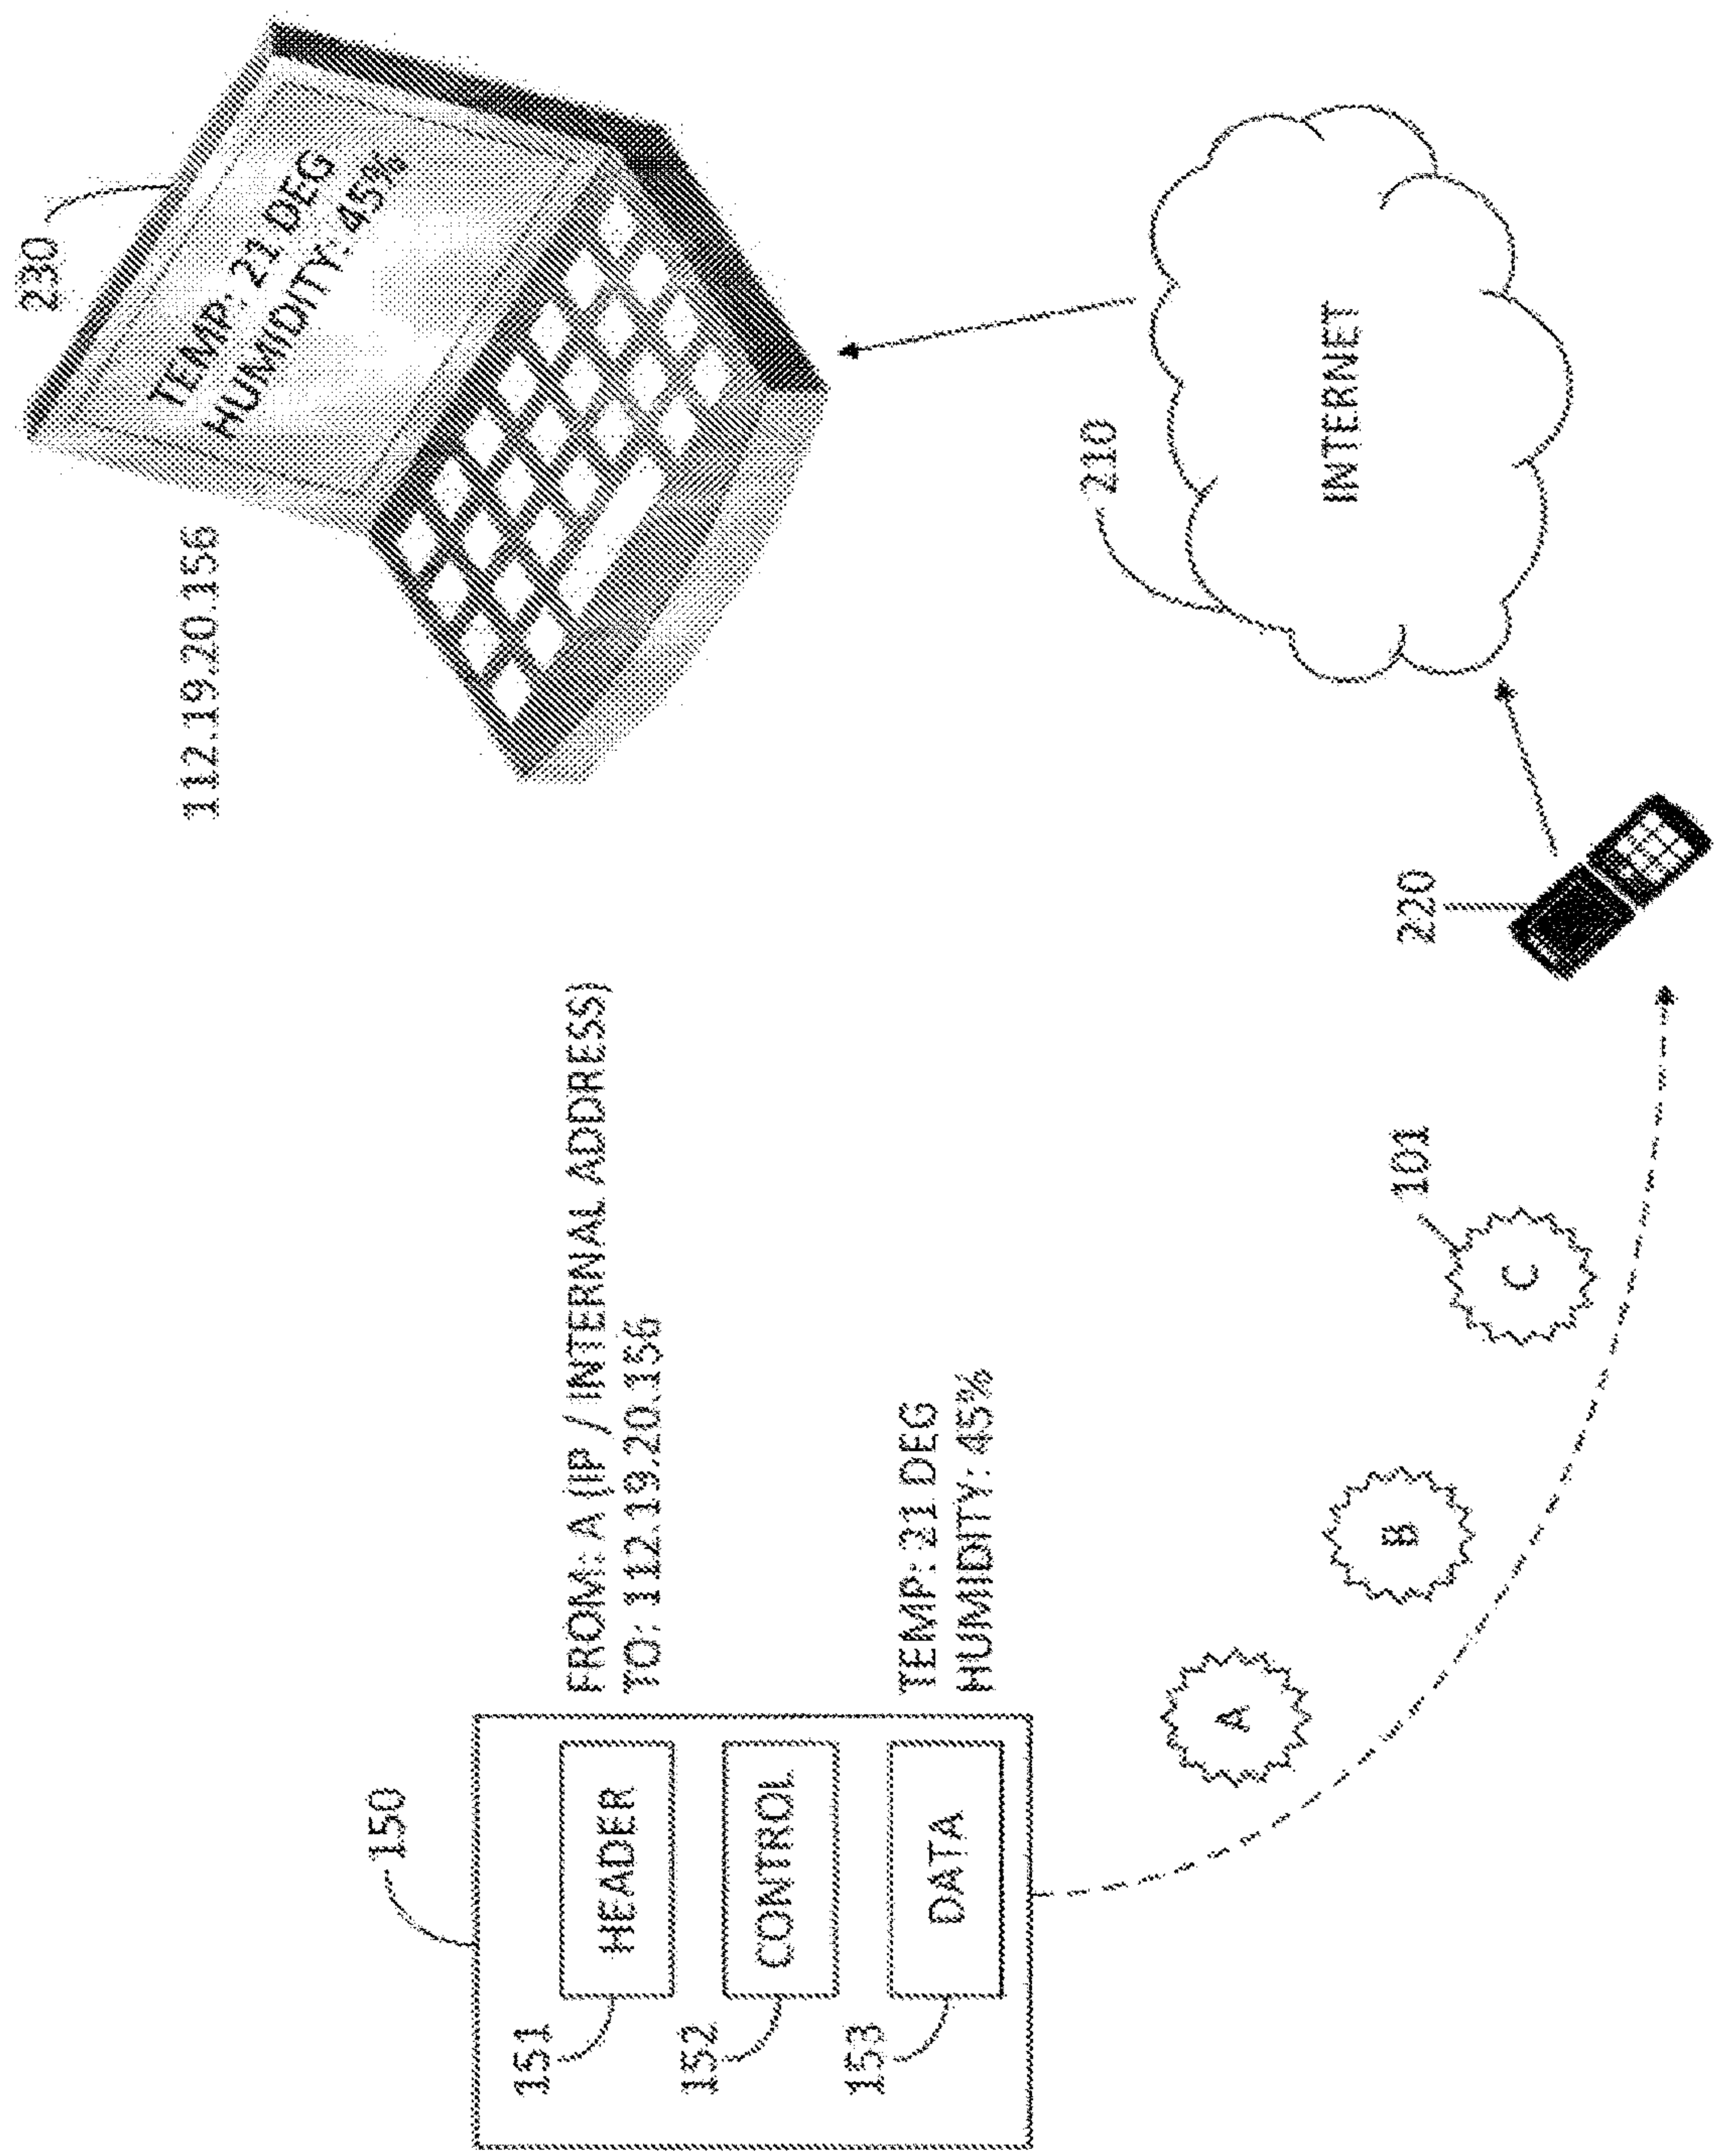 150
151
HEADER
FROM: A (IP / INTERNAL ADDRESS)
TO: 112.19.20.156
152
CONTROL
153
DATA
TEMP: 21 DEG
HUMIDITY: 45%
A
B
C
101
220
210
INTERNET
112.19.20.156
230
TEMP: 21 DEG
HUMIDITY: 45%